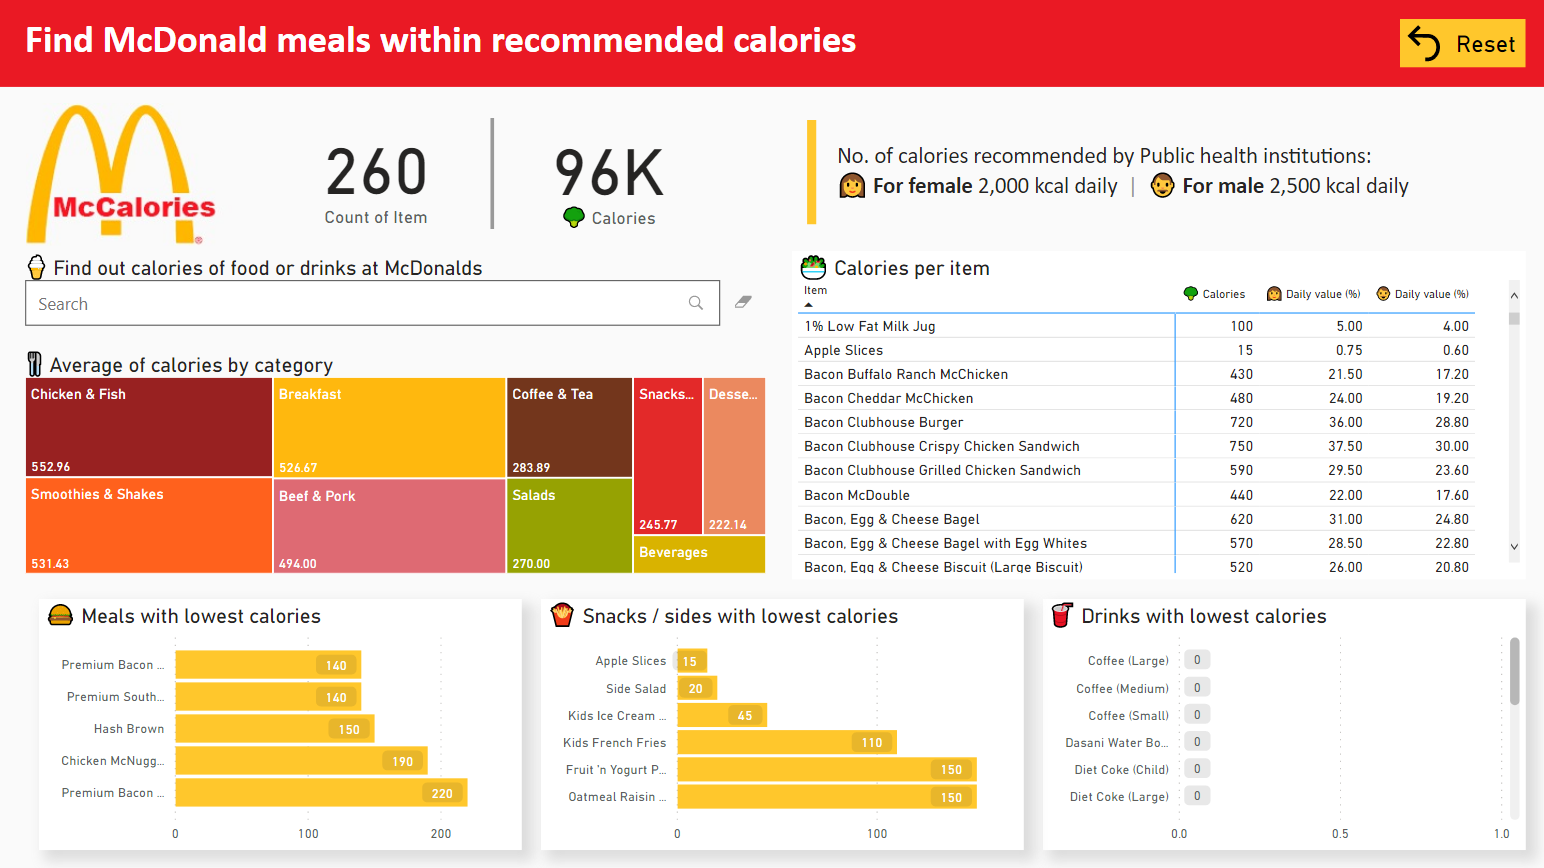 Find McDonald meals within recommended calories
Reset
McCalories
®
260
Count of Item
96K
Calories
No. of calories recommended by Public health institutions:
For female 2,000 kcal daily | For male 2,500 kcal daily
Find out calories of food or drinks at McDonalds
Search
Average of calories by category
Chicken & Fish
552.96
Breakfast
526.67
Coffee & Tea
283.89
Snacks...
245.77
Desse...
222.14
Smoothies & Shakes
531.43
Beef & Pork
494.00
Salads
270.00
Beverages
Calories per item
Item Calories Daily value (%) Daily value (%)
1% Low Fat Milk Jug 100 5.00 4.00
Apple Slices 15 0.75 0.60
Bacon Buffalo Ranch McChicken 430 21.50 17.20
Bacon Cheddar McChicken 480 24.00 19.20
Bacon Clubhouse Burger 720 36.00 28.80
Bacon Clubhouse Crispy Chicken Sandwich 750 37.50 30.00
Bacon Clubhouse Grilled Chicken Sandwich 590 29.50 23.60
Bacon McDouble 440 22.00 17.60
Bacon, Egg & Cheese Bagel 620 31.00 24.80
Bacon, Egg & Cheese Bagel with Egg Whites 570 28.50 22.80
Bacon, Egg & Cheese Biscuit (Large Biscuit) 520 26.00 20.80
Meals with lowest calories
Premium Bacon ... 140
Premium South... 140
Hash Brown 150
Chicken McNugg... 190
Premium Bacon ... 220
0 100 200
Snacks / sides with lowest calories
Apple Slices 15
Side Salad 20
Kids Ice Cream ... 45
Kids French Fries 110
Fruit 'n Yogurt P... 150
Oatmeal Raisin ... 150
0 100
Drinks with lowest calories
Coffee (Large) 0
Coffee (Medium) 0
Coffee (Small) 0
Dasani Water Bo... 0
Diet Coke (Child) 0
Diet Coke (Large) 0
0.0 0.5 1.0